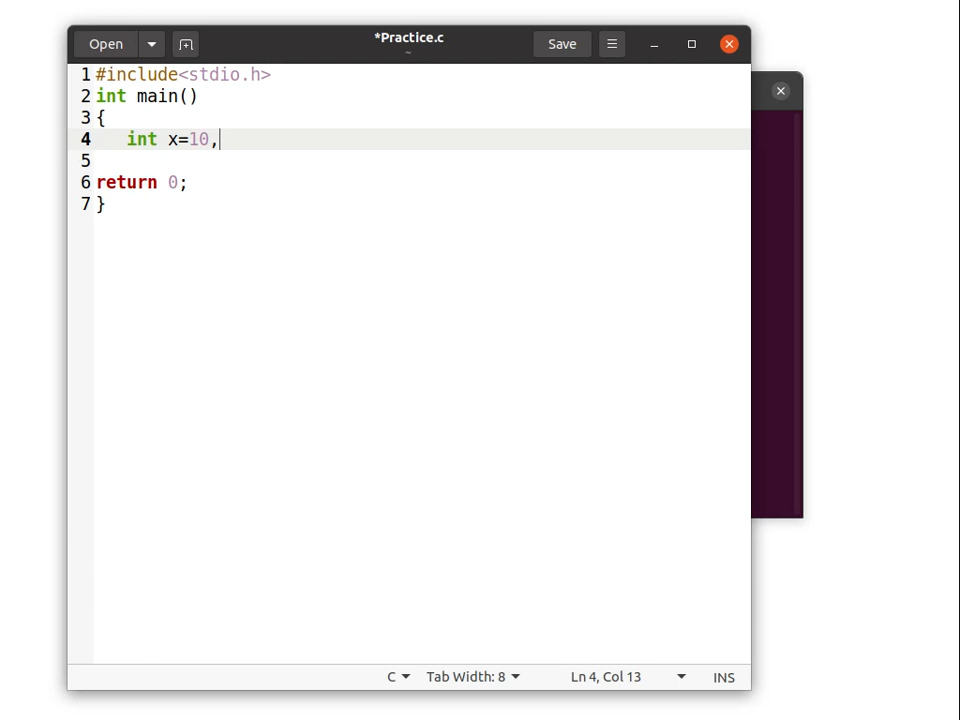 Open *Practice.c Save
~
1 #include<stdio.h>
2 int main()
3 {
4    int x=10,
5
6 return 0;
7 }
C Tab Width: 8 Ln 4, Col 13 INS